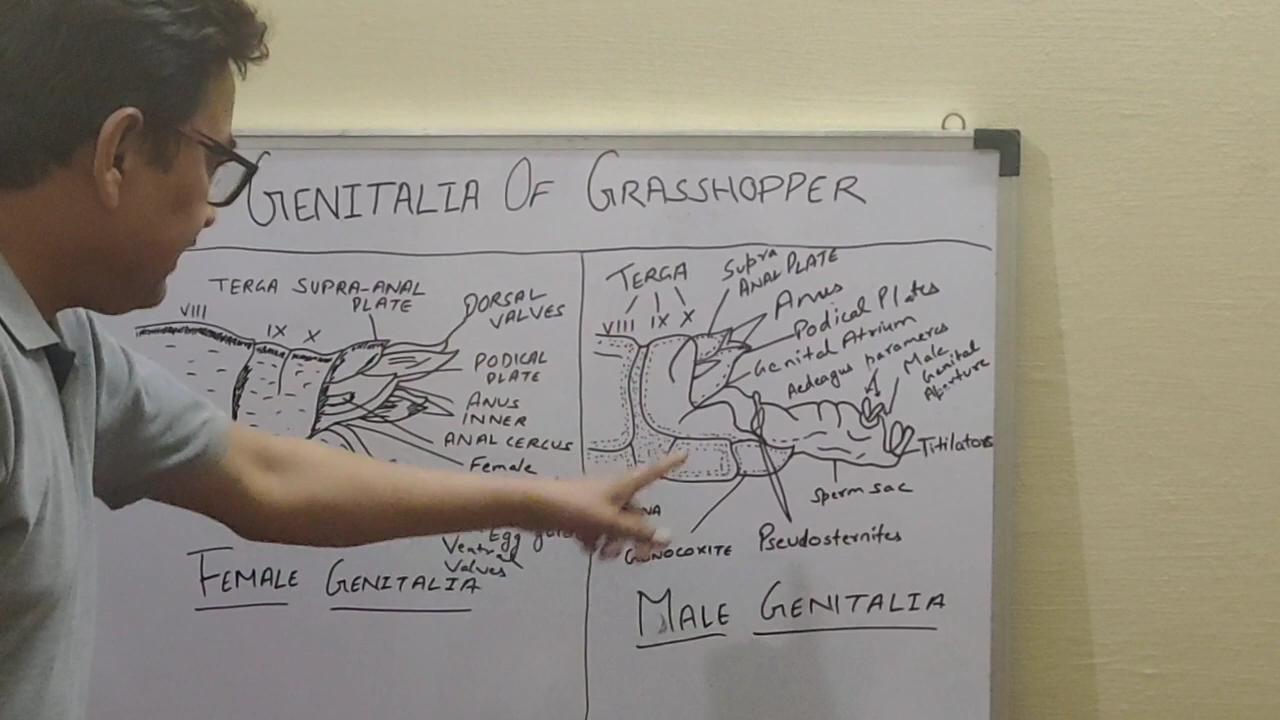 GENITALIA OF GRASSHOPPER
TERGA SUPRA-ANAL
PLATE
VIII
IX X
DORSAL
VALVES
PODICAL
PLATE
ANUS
INNER
ANAL CERCUS
Female
Egg
Ventral
Valves
FEMALE GENITALIA
TERGA
VIII IX X
Supra
ANAL PLATE
Anus
Podical Plates
Genital Atrium
Aedeagus parameres
Male
Genital
Aperture
Titilators
Sperm sac
Pseudosternites
GONOCOXITE
MALE GENITALIA